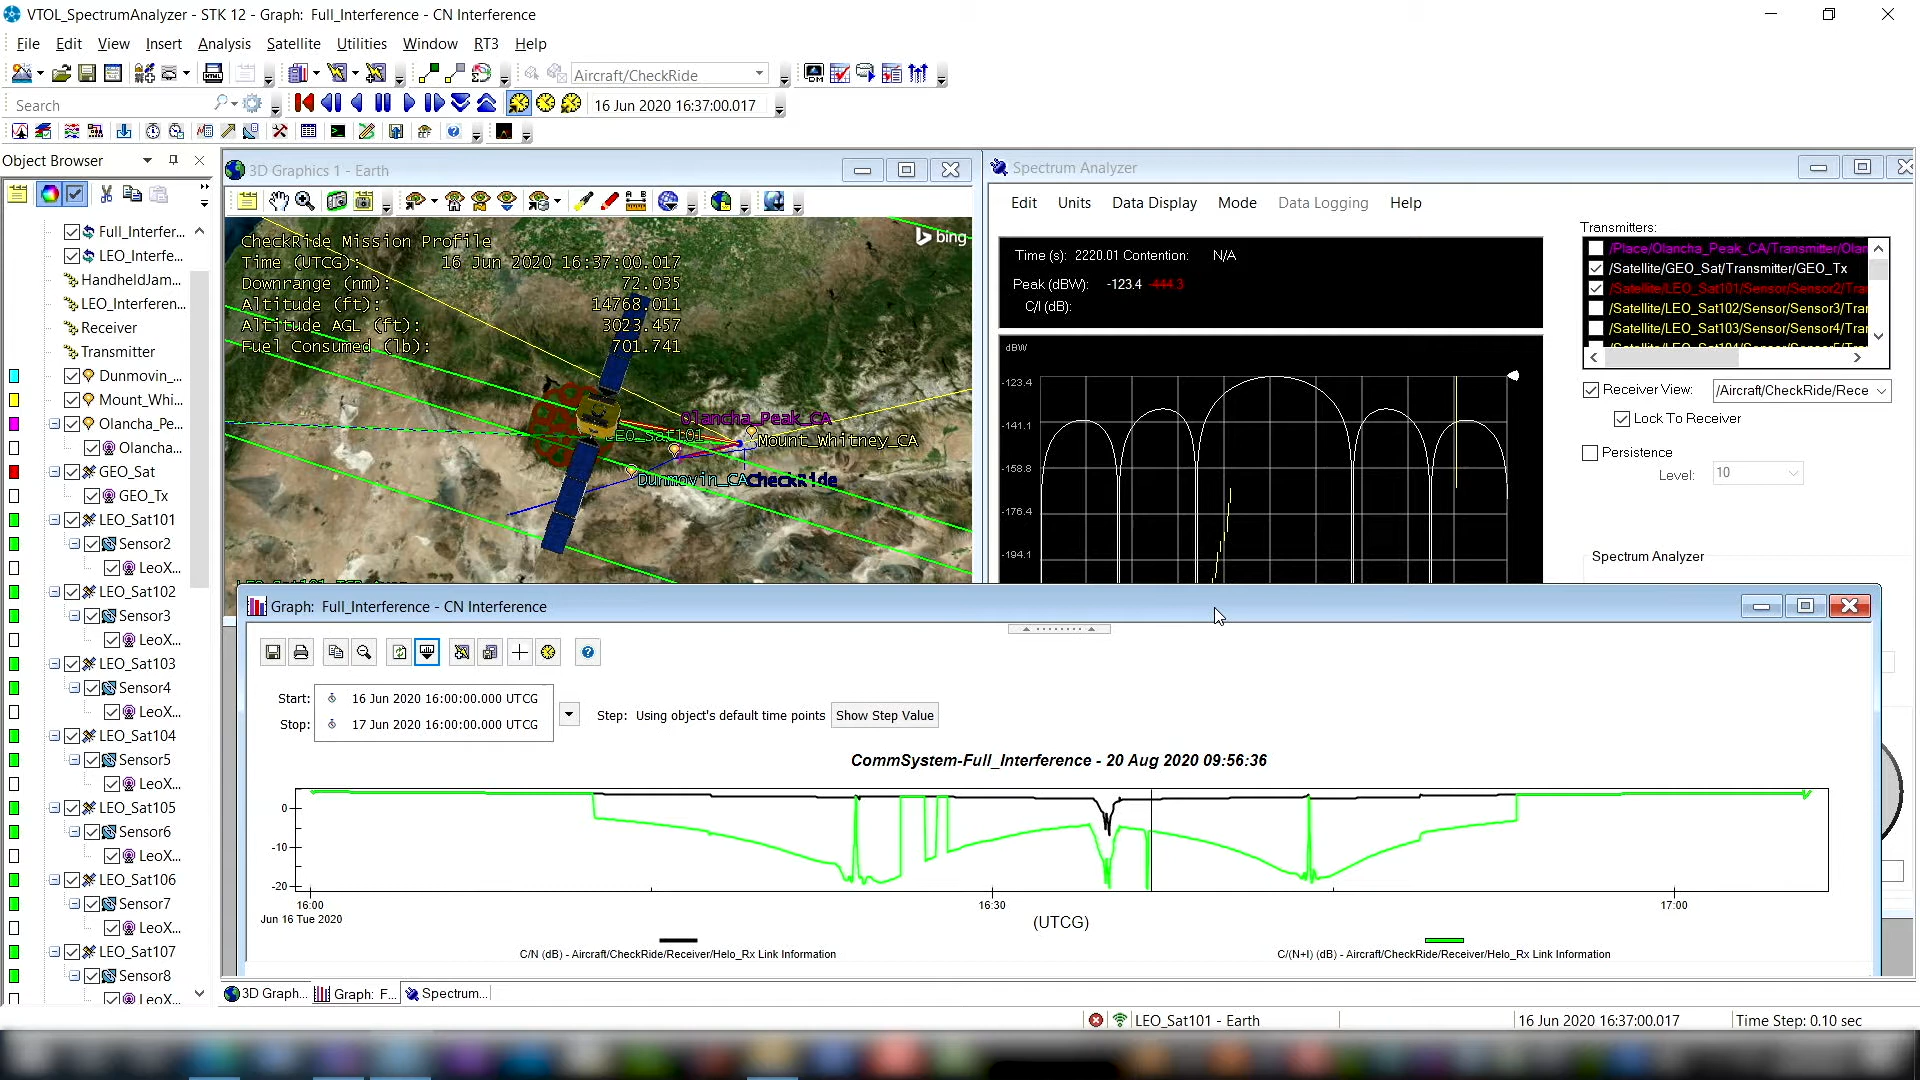 VTOL_SpectrumAnalyzer - STK 12 - Graph: Full_Interference - CN Interference
File Edit View Insert Analysis Satellite Utilities Window RT3 Help
Aircraft/CheckRide
Search
16 Jun 2020 16:37:00.017
Object Browser
Full_Interfer...
LEO_Interfe...
HandheldJam...
LEO_Interferen...
Receiver
Transmitter
Dunmovin_...
Mount_Whi...
Olancha_Pe...
Olancha...
GEO_Sat
GEO_Tx
LEO_Sat101
Sensor2
LeoX...
LEO_Sat102
Sensor3
LeoX...
LEO_Sat103
Sensor4
LeoX...
LEO_Sat104
Sensor5
LeoX...
LEO_Sat105
Sensor6
LeoX...
LEO_Sat106
Sensor7
LeoX...
LEO_Sat107
Sensor8
LeoX...
3D Graphics 1 - Earth
CheckRide Mission Profile
Time (UTCG): 16 Jun 2020 16:37:00.017
Downrange (nm): 72.035
Altitude (ft): 14768.011
Altitude AGL (ft): 3023.457
Fuel Consumed (lb): 701.741
bing
Olancha_Peak_CA
LEO_Sat101
Mount_Whitney_CA
Dunmovin_CA
CheckRide
Spectrum Analyzer
Edit Units Data Display Mode Data Logging Help
Time (s): 2220.01 Contention: N/A
Peak (dBW): -123.4 -444.3
C/I (dB):
dBW
-123.4
-141.1
-158.8
-176.4
-194.1
Transmitters:
/Place/Olancha_Peak_CA/Transmitter/Olan
/Satellite/GEO_Sat/Transmitter/GEO_Tx
/Satellite/LEO_Sat101/Sensor/Sensor2/Tra
/Satellite/LEO_Sat102/Sensor/Sensor3/Tra
/Satellite/LEO_Sat103/Sensor/Sensor4/Tra
/Satellite/LEO_Sat104/Sensor/Sensor5/Tra
Receiver View: /Aircraft/CheckRide/Rece
Lock To Receiver
Persistence
Level: 10
Spectrum Analyzer
Graph: Full_Interference - CN Interference
Start: 16 Jun 2020 16:00:00.000 UTCG
Stop: 17 Jun 2020 16:00:00.000 UTCG
Step: Using object's default time points Show Step Value
CommSystem-Full_Interference - 20 Aug 2020 09:56:36
0
-10
-20
16:00 16:30 17:00
Jun 16 Tue 2020
(UTCG)
C/N (dB) - Aircraft/CheckRide/Receiver/Helo_Rx Link Information
C/(N+I) (dB) - Aircraft/CheckRide/Receiver/Helo_Rx Link Information
3D Graph... Graph: F... Spectrum...
LEO_Sat101 - Earth 16 Jun 2020 16:37:00.017 Time Step: 0.10 sec